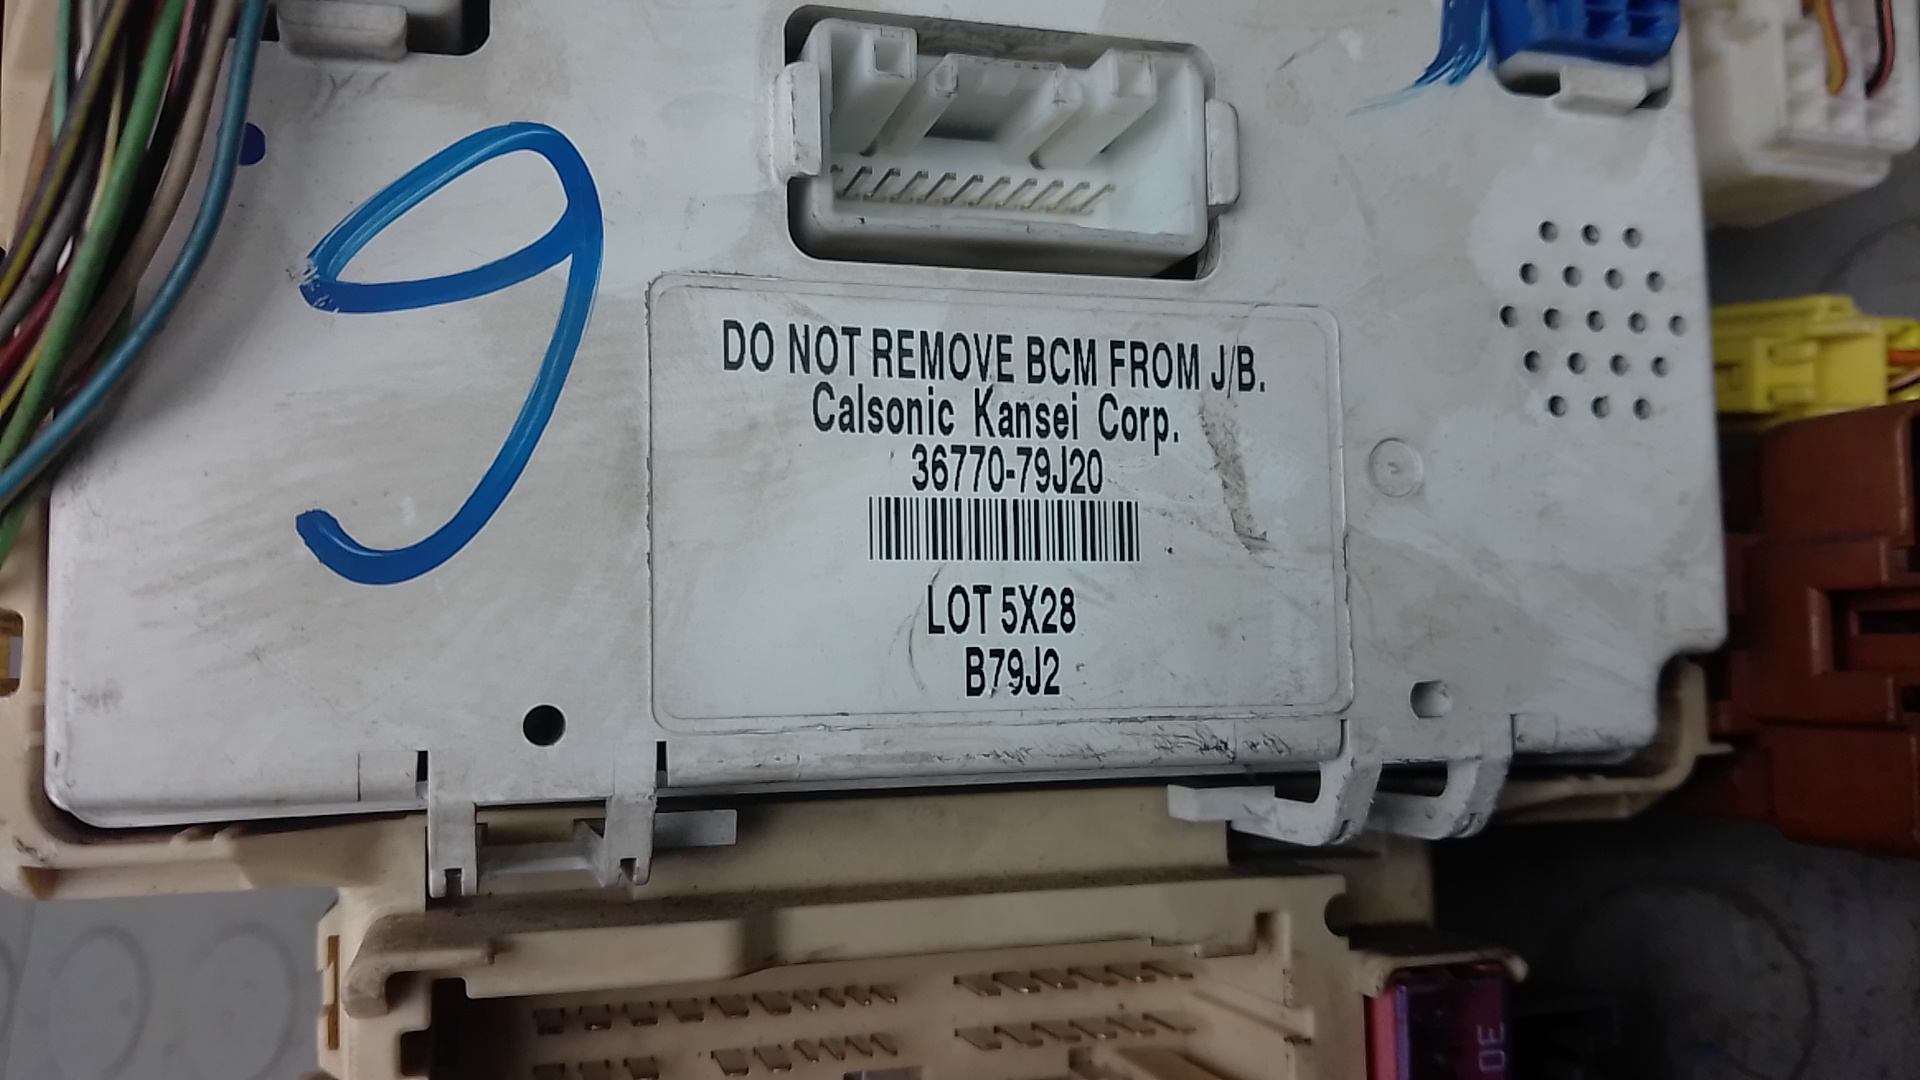 9
DO NOT REMOVE BCM FROM J/B.
Calsonic Kansei Corp.
36770-79J20
LOT 5X28
B79J2
30